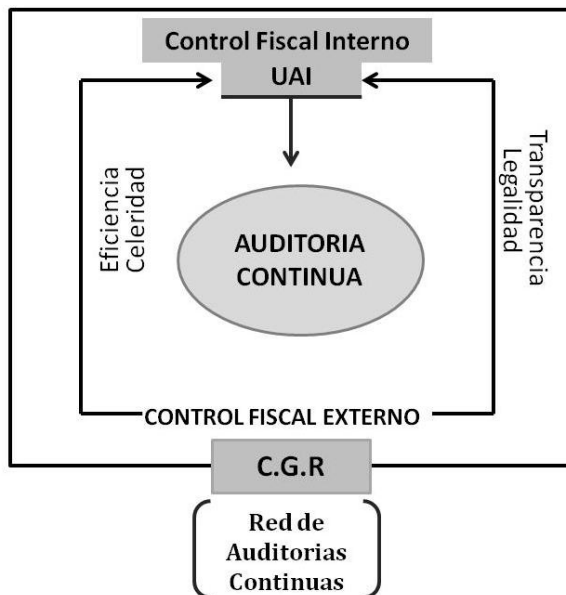 Control Fiscal Interno
UAI
Eficiencia
Celeridad
Transparencia
Legalidad
AUDITORIA
CONTINUA
CONTROL FISCAL EXTERNO
C.G.R
Red de
Auditorias
Continuas